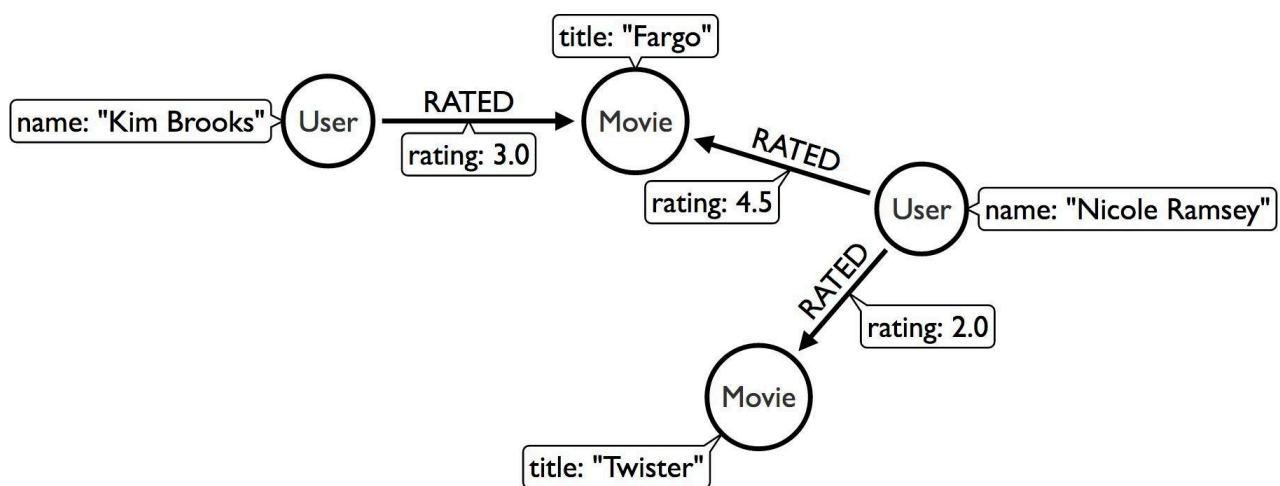 title: "Fargo"
name: "Kim Brooks"
User
RATED
rating: 3.0
Movie
RATED
rating: 4.5
User
name: "Nicole Ramsey"
RATED
rating: 2.0
Movie
title: "Twister"